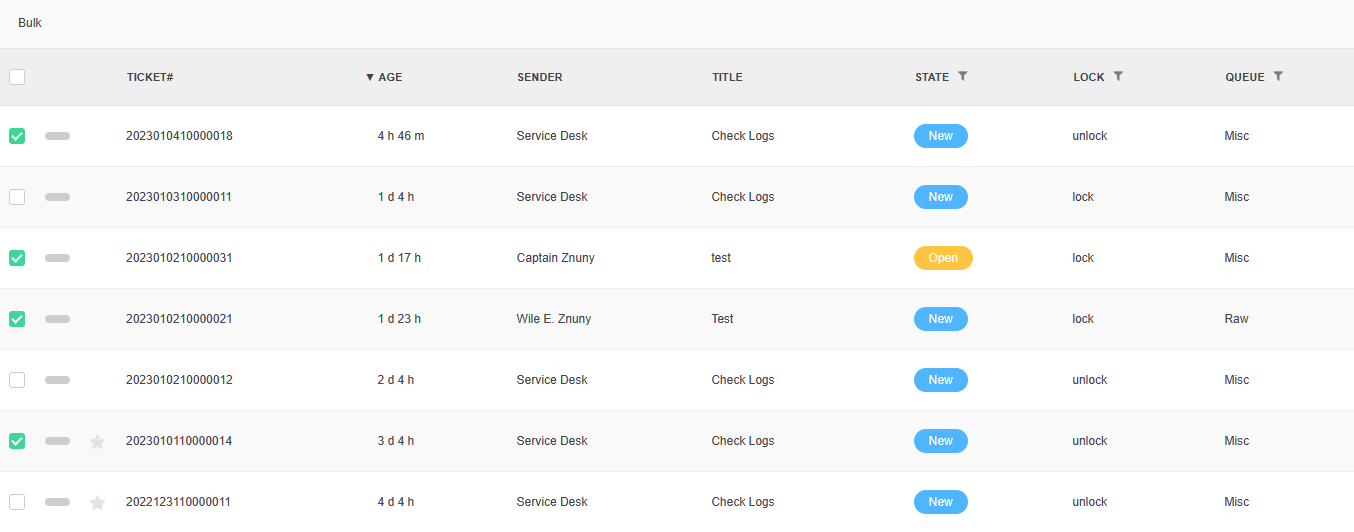 Bulk
TICKET# ▼ AGE SENDER TITLE STATE LOCK QUEUE
2023010410000018 4 h 46 m Service Desk Check Logs New unlock Misc
2023010310000011 1 d 4 h Service Desk Check Logs New lock Misc
2023010210000031 1 d 17 h Captain Znuny test Open lock Misc
2023010210000021 1 d 23 h Wile E. Znuny Test New lock Raw
2023010210000012 2 d 4 h Service Desk Check Logs New unlock Misc
2023010110000014 3 d 4 h Service Desk Check Logs New unlock Misc
2022123110000011 4 d 4 h Service Desk Check Logs New unlock Misc